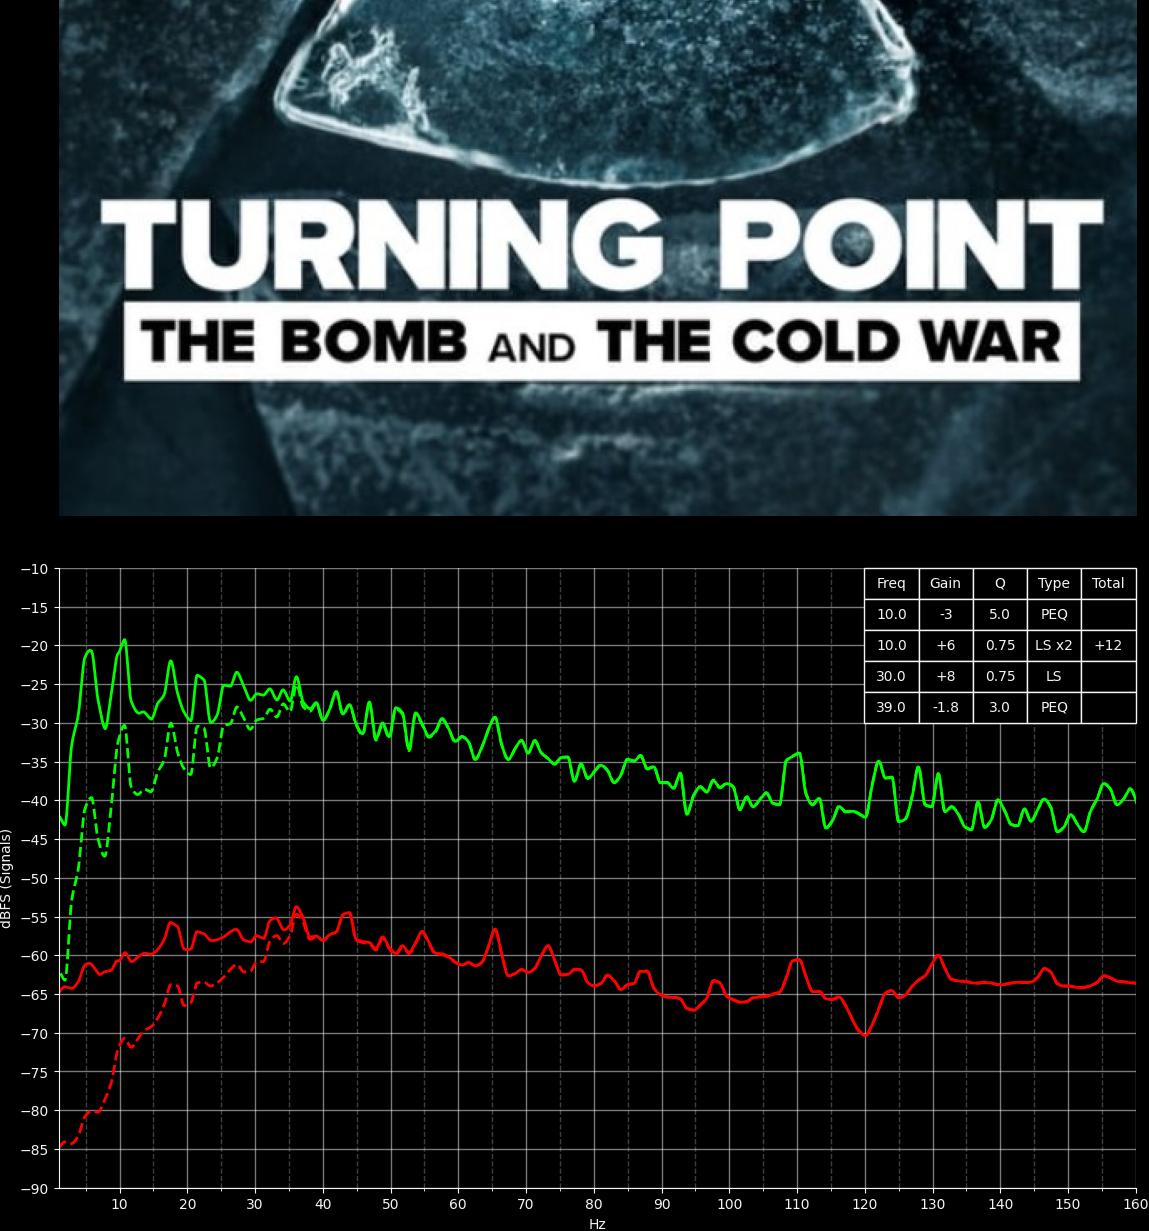 TURNING POINT
THE BOMB AND THE COLD WAR
Freq Gain Q Type Total
10.0 -3 5.0 PEQ
10.0 +6 0.75 LS x2 +12
30.0 +8 0.75 LS
39.0 -1.8 3.0 PEQ
−10
−15
−20
−25
−30
−35
−40
−45
−50
−55
−60
−65
−70
−75
−80
−85
−90
dBFS (Signals)
10 20 30 40 50 60 70 80 90 100 110 120 130 140 150 160
Hz